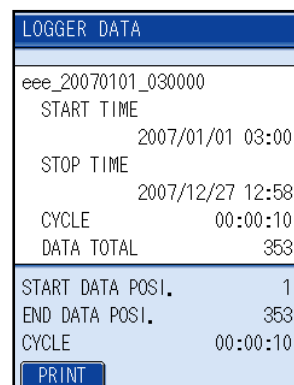 LOGGER DATA
eee_20070101_030000
START TIME
2007/01/01 03:00
STOP TIME
2007/12/27 12:58
CYCLE 00:00:10
DATA TOTAL 353
START DATA POSI. 1
END DATA POSI. 353
CYCLE 00:00:10
PRINT